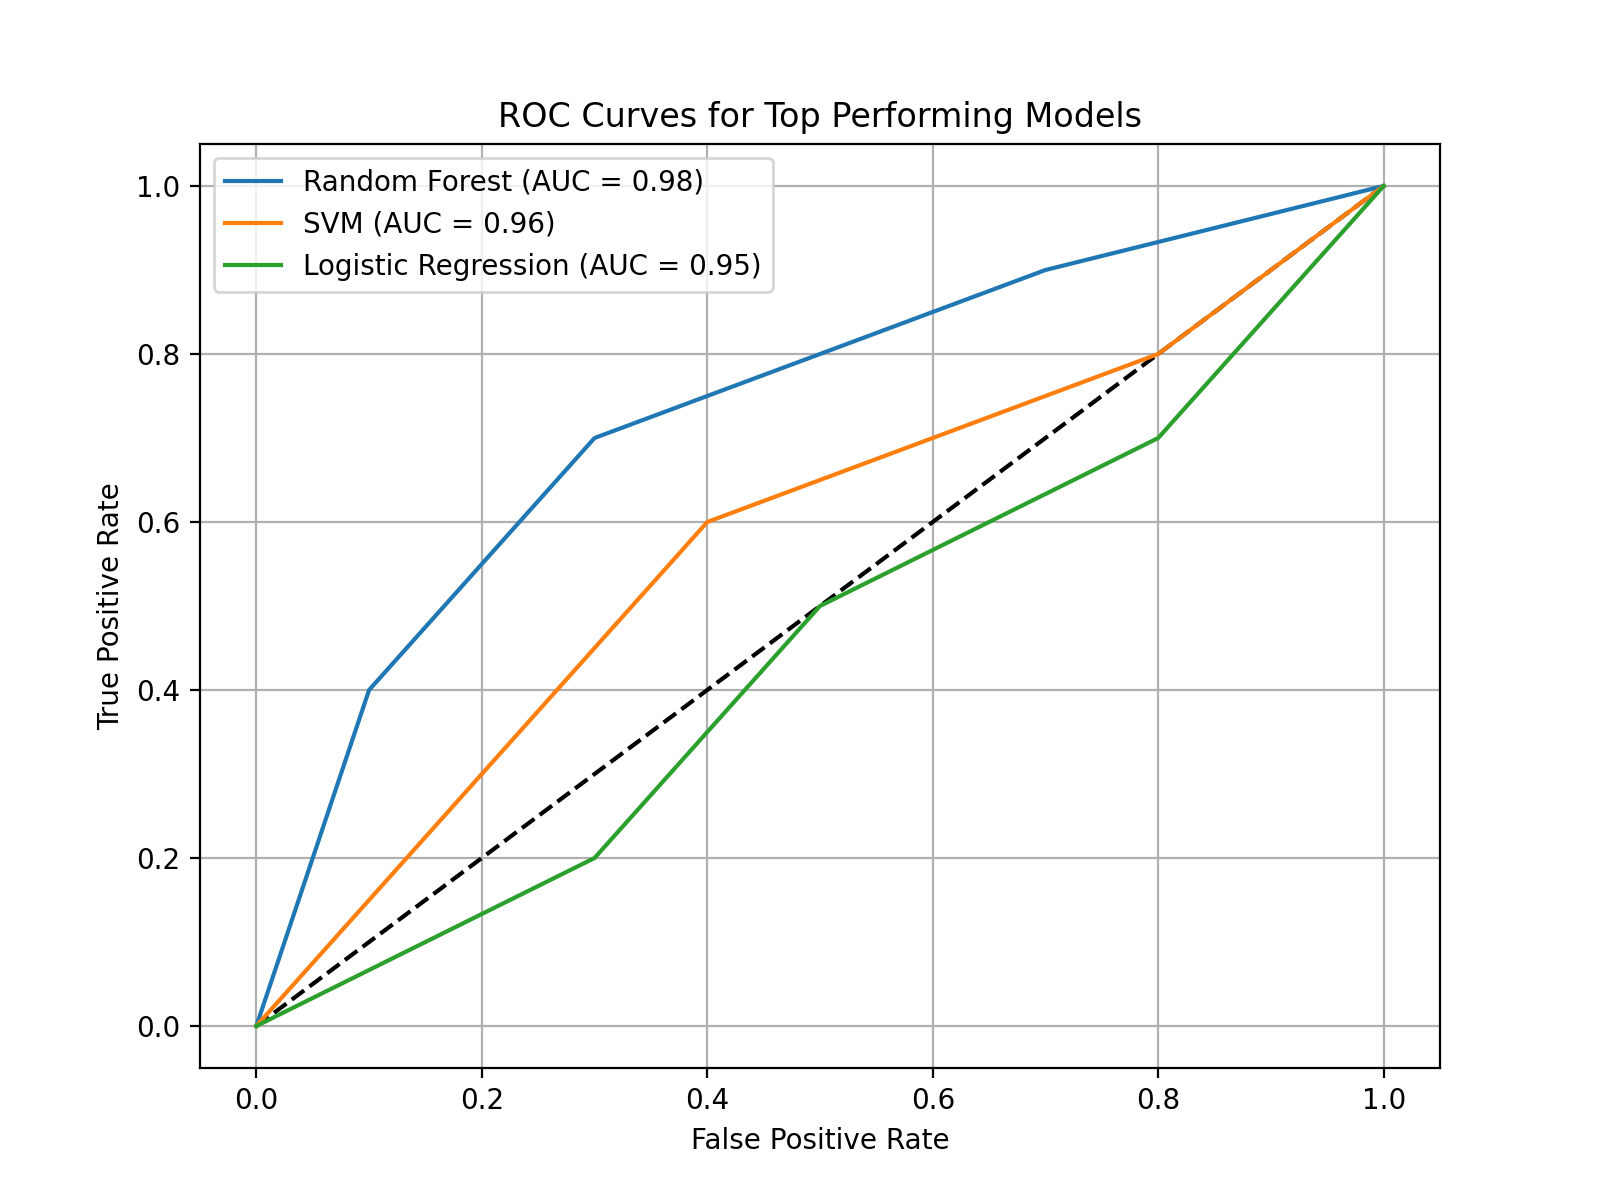 ROC Curves for Top Performing Models
Random Forest (AUC = 0.98)
SVM (AUC = 0.96)
Logistic Regression (AUC = 0.95)
1.0
0.8
0.6
0.4
0.2
0.0
True Positive Rate
0.0 0.2 0.4 0.6 0.8 1.0
False Positive Rate